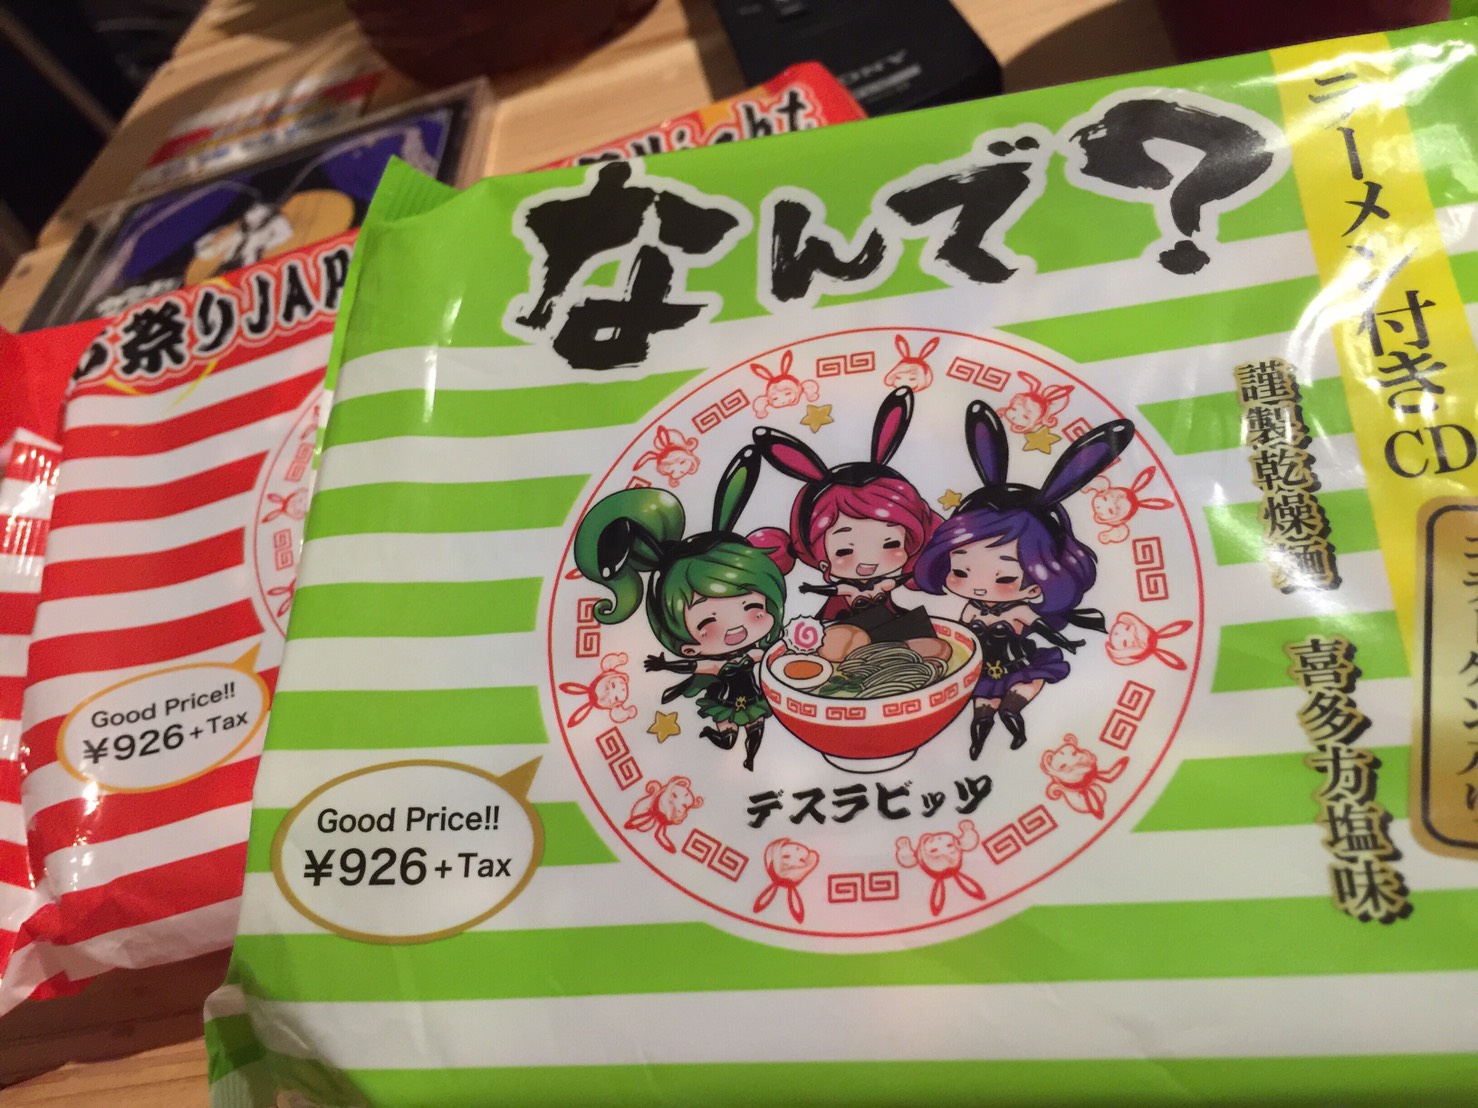 なんで?
ラーメン付きCD
謹製乾燥麺 喜多方塩味
デスラビッツ
Good Price!!
¥926+Tax
祭りJAP
Good Price!!
¥926+Tax
Night